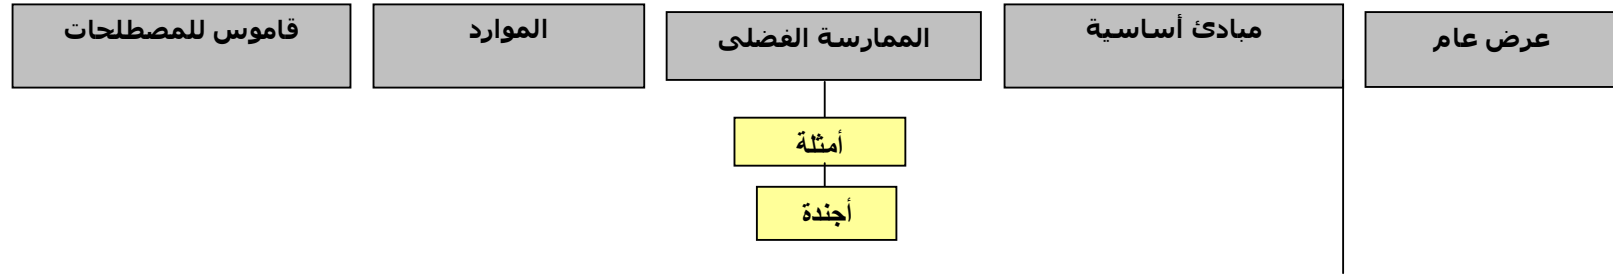 عرض عام
مبادئ أساسية
الممارسة الفضلى
الموارد
قاموس للمصطلحات
أمثلة
أجندة